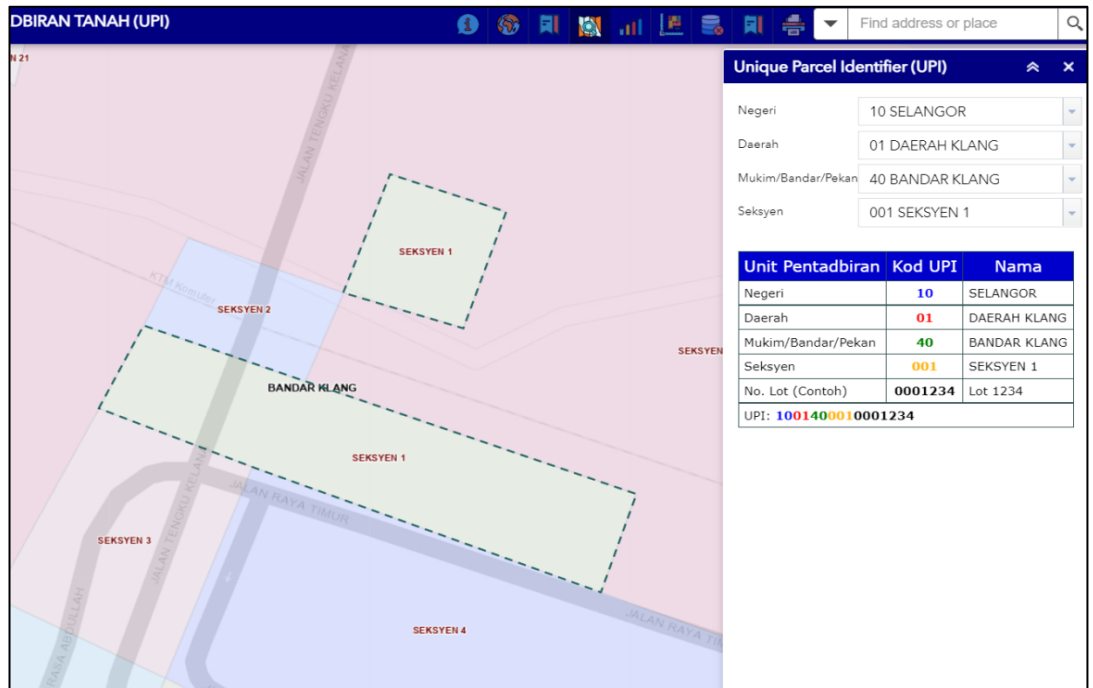 DBIRAN TANAH (UPI)
Find address or place
N 21
JALAN TENGKU KELANA
SEKSYEN 1
KTM Komuter
SEKSYEN 2
SEKSYEN
BANDAR KLANG
SEKSYEN 1
JALAN TENGKU KELANA
JALAN RAYA TIMUR
SEKSYEN 3
SEKSYEN 4
JALAN RAYA TIM
RASA ABDULLAH
Unique Parcel Identifier (UPI)
Negeri 10 SELANGOR
Daerah 01 DAERAH KLANG
Mukim/Bandar/Pekan 40 BANDAR KLANG
Seksyen 001 SEKSYEN 1
Unit Pentadbiran Kod UPI Nama
Negeri 10 SELANGOR
Daerah 01 DAERAH KLANG
Mukim/Bandar/Pekan 40 BANDAR KLANG
Seksyen 001 SEKSYEN 1
No. Lot (Contoh) 0001234 Lot 1234
UPI: 1001400010001234